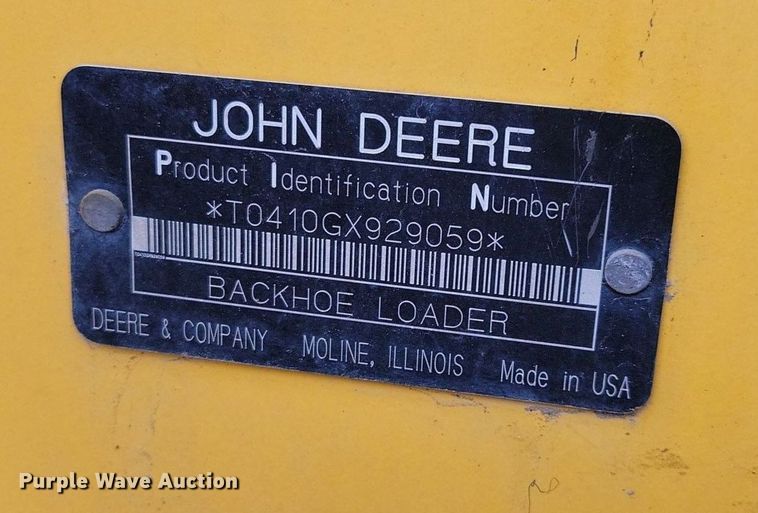 JOHN DEERE
Product Identification Number
*T0410GX929059*
BACKHOE LOADER
DEERE & COMPANY MOLINE, ILLINOIS Made in USA
Purple Wave Auction